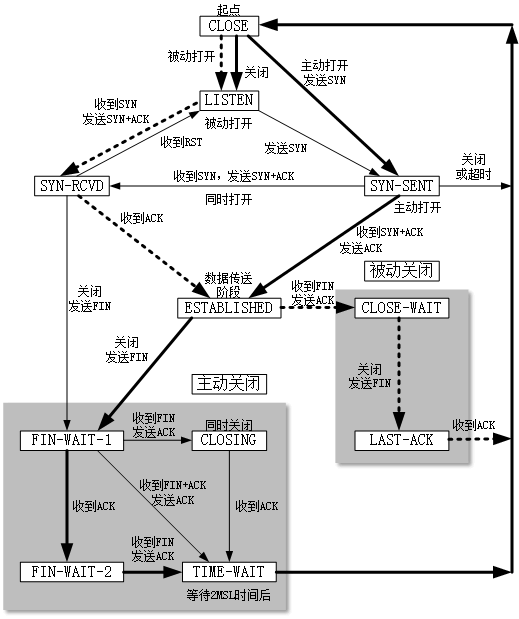 起点
CLOSE
被动打开
关闭
主动打开
发送SYN
收到SYN
发送SYN+ACK
LISTEN
被动打开
收到RST
发送SYN
关闭
或超时
SYN-RCVD
收到SYN，发送SYN+ACK
同时打开
SYN-SENT
主动打开
收到ACK
收到SYN+ACK
发送ACK
数据传送
阶段
ESTABLISHED
收到FIN
发送ACK
被动关闭
CLOSE-WAIT
关闭
发送FIN
关闭
发送FIN
关闭
发送FIN
主动关闭
LAST-ACK
收到ACK
FIN-WAIT-1
收到FIN
发送ACK
同时关闭
CLOSING
收到ACK
收到FIN+ACK
发送ACK
收到ACK
FIN-WAIT-2
收到FIN
发送ACK
TIME-WAIT
等待2MSL时间后